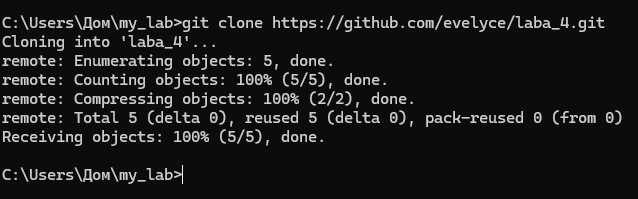 C:\Users\Дом\my_lab>git clone https://github.com/evelyce/laba_4.git
Cloning into 'laba_4'...
remote: Enumerating objects: 5, done.
remote: Counting objects: 100% (5/5), done.
remote: Compressing objects: 100% (2/2), done.
remote: Total 5 (delta 0), reused 5 (delta 0), pack-reused 0 (from 0)
Receiving objects: 100% (5/5), done.
C:\Users\Дом\my_lab>